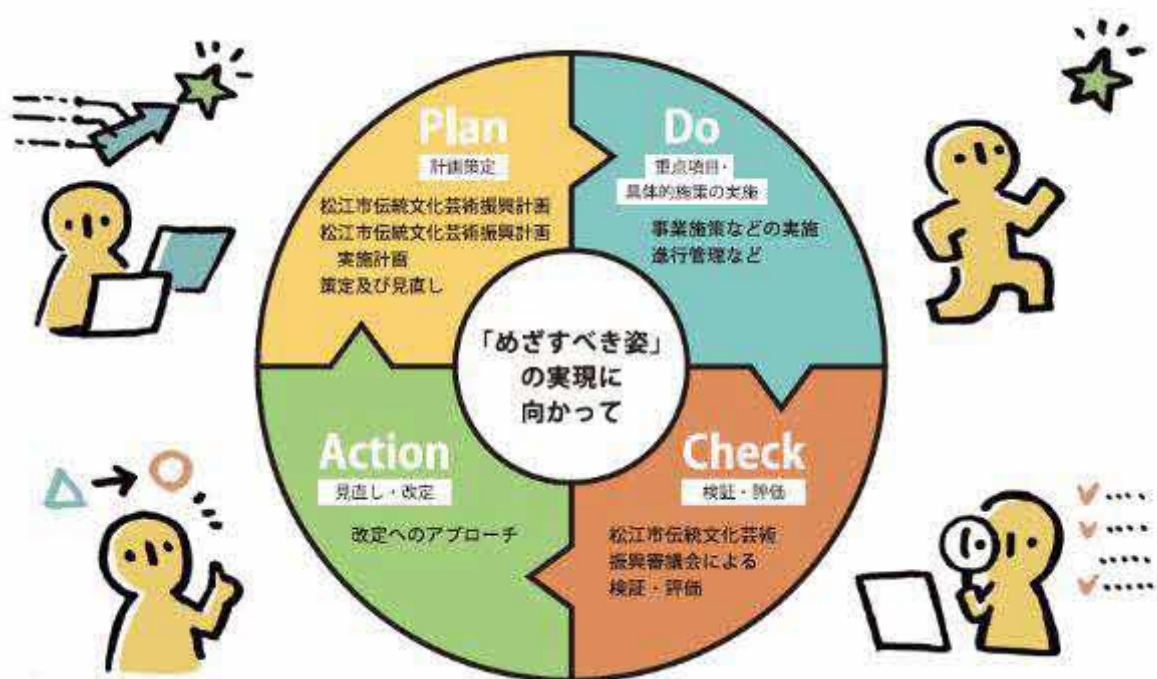 Plan
計画策定
松江市伝統文化芸術振興計画
松江市伝統文化芸術振興計画
実施計画
策定及び見直し
Do
重点項目・
具体的施策の実施
事業施策などの実施
進行管理など
「めざすべき姿」
の実現に
向かって
Check
検証・評価
松江市伝統文化芸術
振興審議会による
検証・評価
Action
見直し・改定
改定へのアプローチ